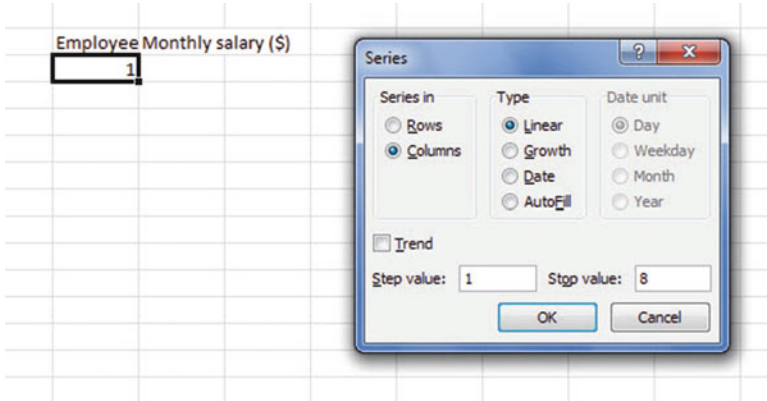 Employee Monthly salary ($)
1
Series
?
X
Series in
Rows
Columns
Type
Linear
Growth
Date
AutoFill
Date unit
Day
Weekday
Month
Year
Trend
Step value: 1
Stop value: 8
OK
Cancel